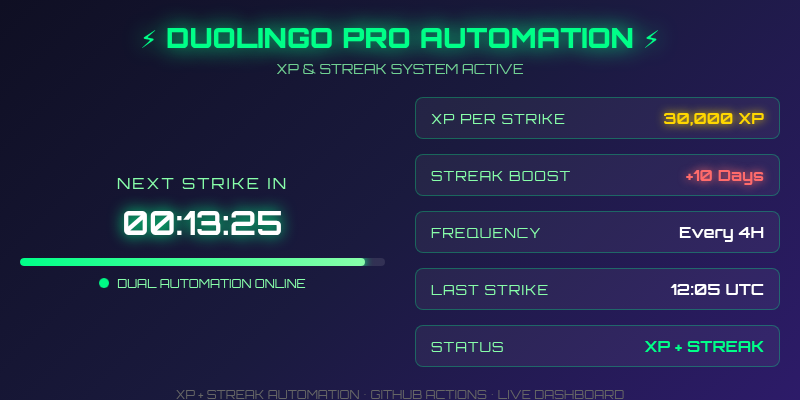 ⚡ DUOLINGO PRO AUTOMATION ⚡
XP & STREAK SYSTEM ACTIVE
NEXT STRIKE IN
00:13:25
DUAL AUTOMATION ONLINE
XP PER STRIKE 30,000 XP
STREAK BOOST +10 Days
FREQUENCY Every 4H
LAST STRIKE 12:05 UTC
STATUS XP + STREAK
XP + STREAK AUTOMATION · GITHUB ACTIONS · LIVE DASHBOARD